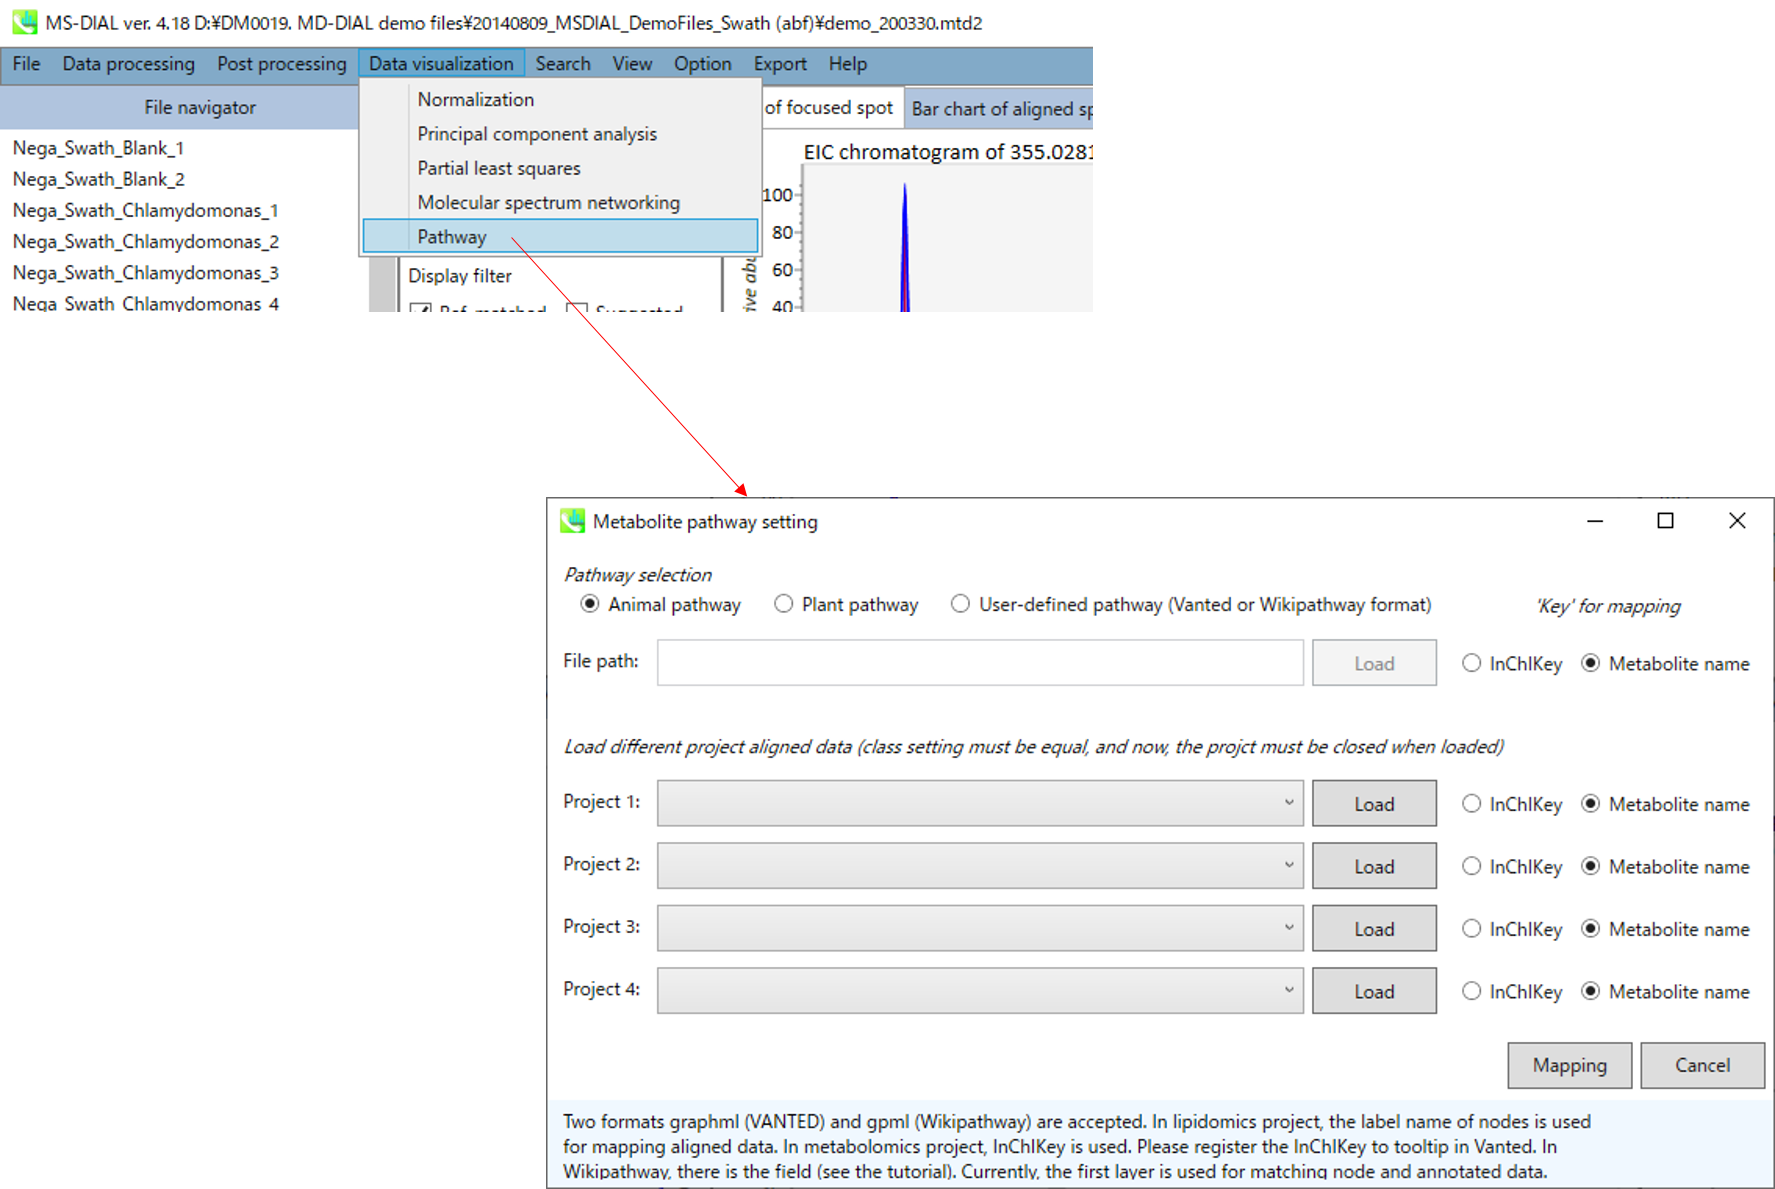 MS-DIAL ver. 4.18 D:¥DM0019. MD-DIAL demo files¥20140809_MSDIAL_DemoFiles_Swath (abf)¥demo_200330.mtd2
File Data processing Post processing Data visualization Search View Option Export Help
File navigator
Nega_Swath_Blank_1
Nega_Swath_Blank_2
Nega_Swath_Chlamydomonas_1
Nega_Swath_Chlamydomonas_2
Nega_Swath_Chlamydomonas_3
Nega_Swath_Chlamydomonas_4
Normalization
Principal component analysis
Partial least squares
Molecular spectrum networking
Pathway
Display filter
Ref. matched Suggested
of focused spot Bar chart of aligned sp
EIC chromatogram of 355.0281
100
80
60
40
ive abu
Metabolite pathway setting
Pathway selection
Animal pathway Plant pathway User-defined pathway (Vanted or Wikipathway format) 'Key' for mapping
File path: Load InChIKey Metabolite name
Load different project aligned data (class setting must be equal, and now, the projct must be closed when loaded)
Project 1: Load InChIKey Metabolite name
Project 2: Load InChIKey Metabolite name
Project 3: Load InChIKey Metabolite name
Project 4: Load InChIKey Metabolite name
Mapping Cancel
Two formats graphml (VANTED) and gpml (Wikipathway) are accepted. In lipidomics project, the label name of nodes is used
for mapping aligned data. In metabolomics project, InChIKey is used. Please register the InChIKey to tooltip in Vanted. In
Wikipathway, there is the field (see the tutorial). Currently, the first layer is used for matching node and annotated data.